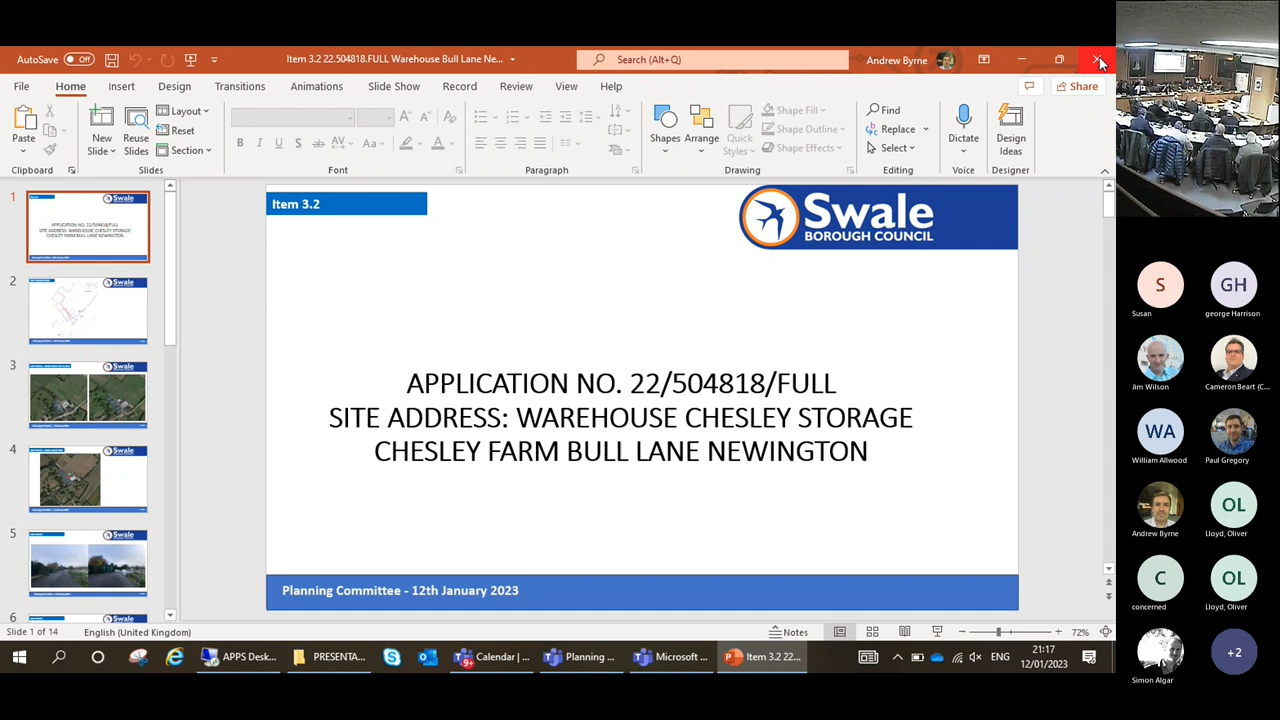 AutoSave Off
Item 3.2 22.504818.FULL Warehouse Bull Lane Ne...
Search (Alt+Q)
Andrew Byrne
File Home Insert Design Transitions Animations Slide Show Record Review View Help
Share
Paste
New Slides
Reuse Slides
Layout
Reset
Section
Shapes
Arrange
Quick Styles
Shape Fill
Shape Outline
Shape Effects
Find
Replace
Select
Dictate
Design Ideas
Clipboard Slides Font Paragraph Drawing Editing Voice Designer
1
2
3
4
5
6
Item 3.2
Swale
BOROUGH COUNCIL
APPLICATION NO. 22/504818/FULL
SITE ADDRESS: WAREHOUSE CHESLEY STORAGE
CHESLEY FARM BULL LANE NEWINGTON
Planning Committee - 12th January 2023
Slide 1 of 14 English (United Kingdom)
Notes
72%
APPS Desk...
PRESENTA...
Calendar | ...
Planning ...
Microsoft ...
Item 3.2 22...
ENG
21:17
12/01/2023
S
Susan
GH
george Harrison
Jim Wilson
Cameron Beart (C...
WA
William Allwood
Paul Gregory
Andrew Byrne
OL
Lloyd, Oliver
C
concerned
OL
Lloyd, Oliver
Simon Algar
+2